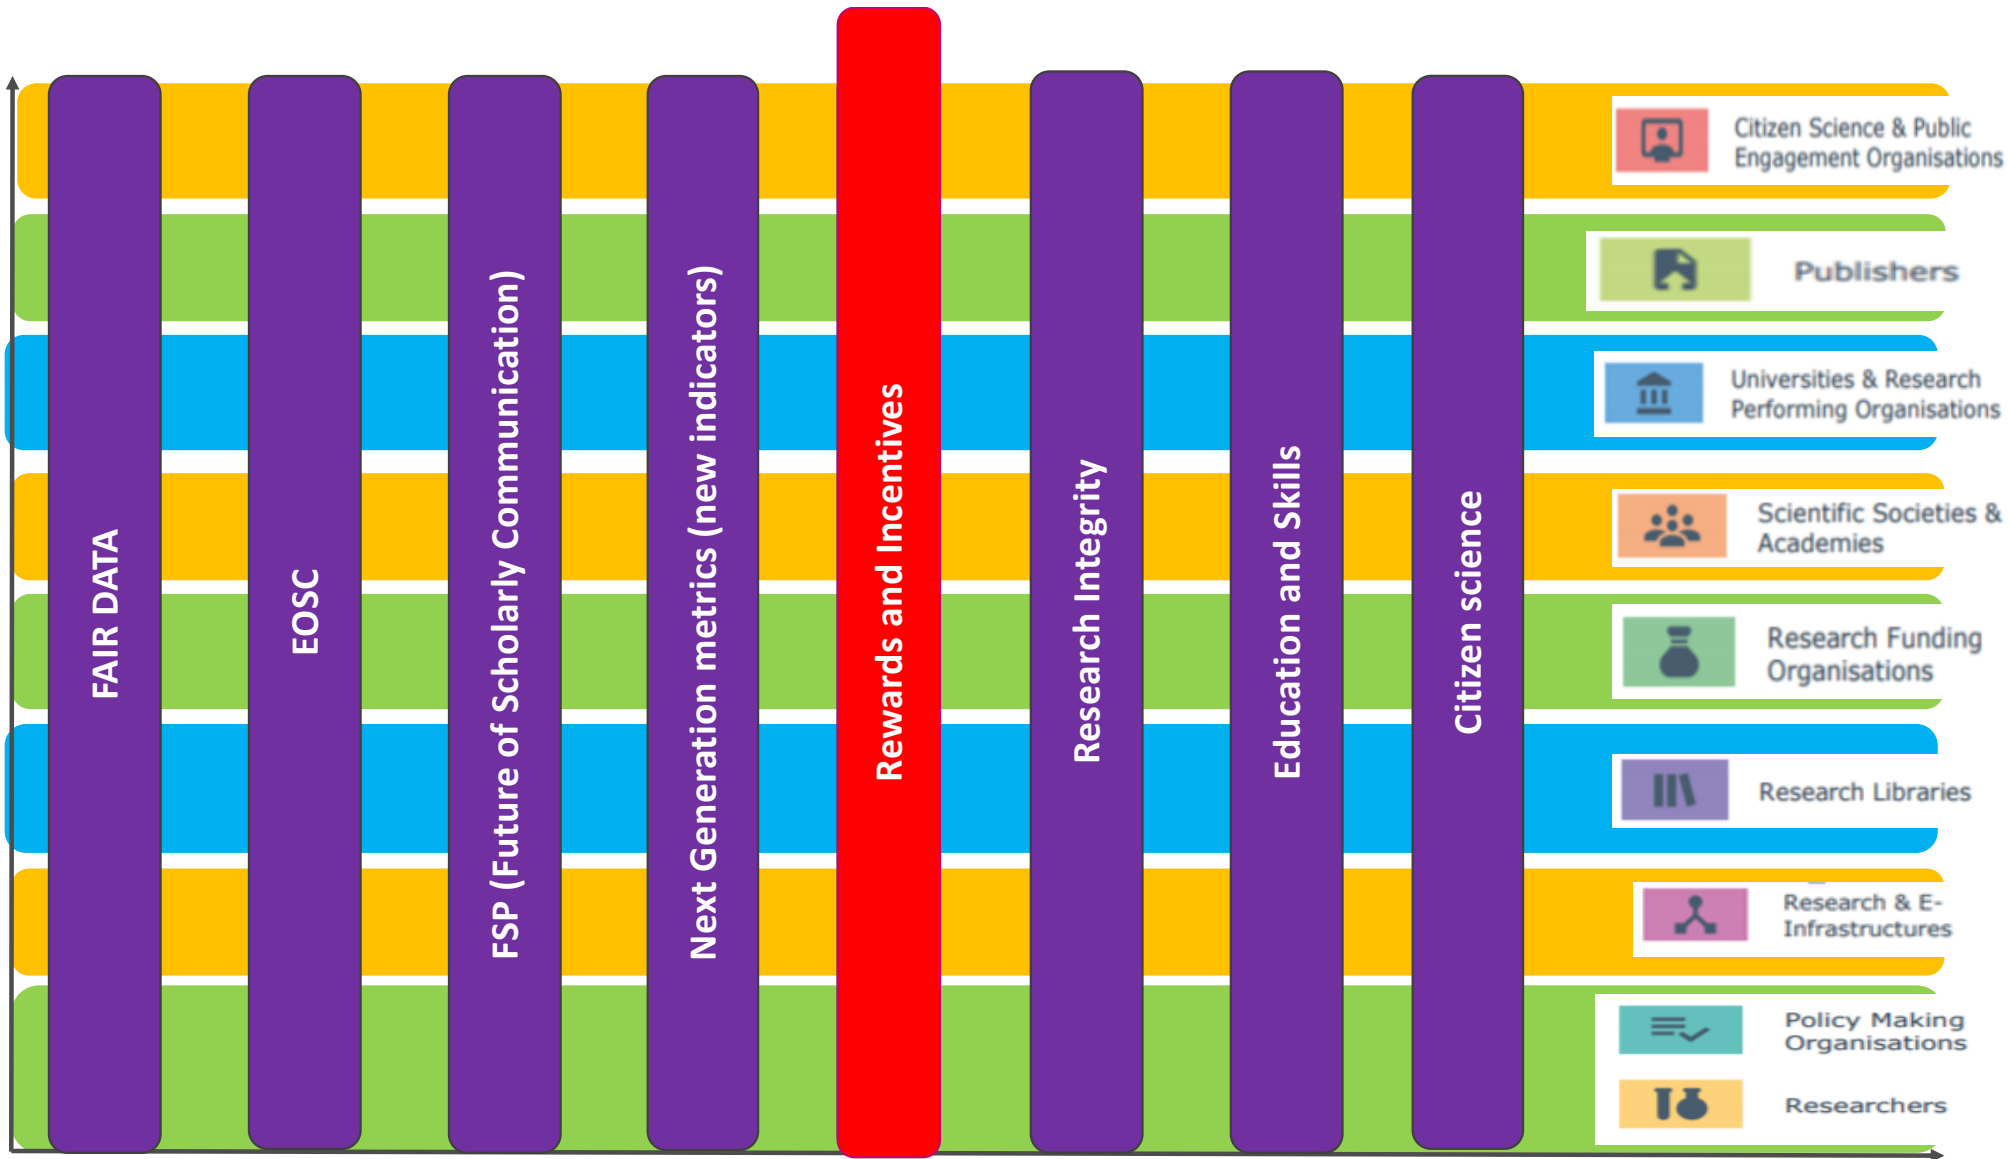 FAIR DATA
EOSC
FSP (Future of Scholarly Communication)
Next Generation metrics (new indicators)
Rewards and Incentives
Research Integrity
Education and Skills
Citizen science
Citizen Science & Public
Engagement Organisations
Publishers
Universities & Research
Performing Organisations
Scientific Societies &
Academies
Research Funding
Organisations
Research Libraries
Research & E-
Infrastructures
Policy Making
Organisations
Researchers